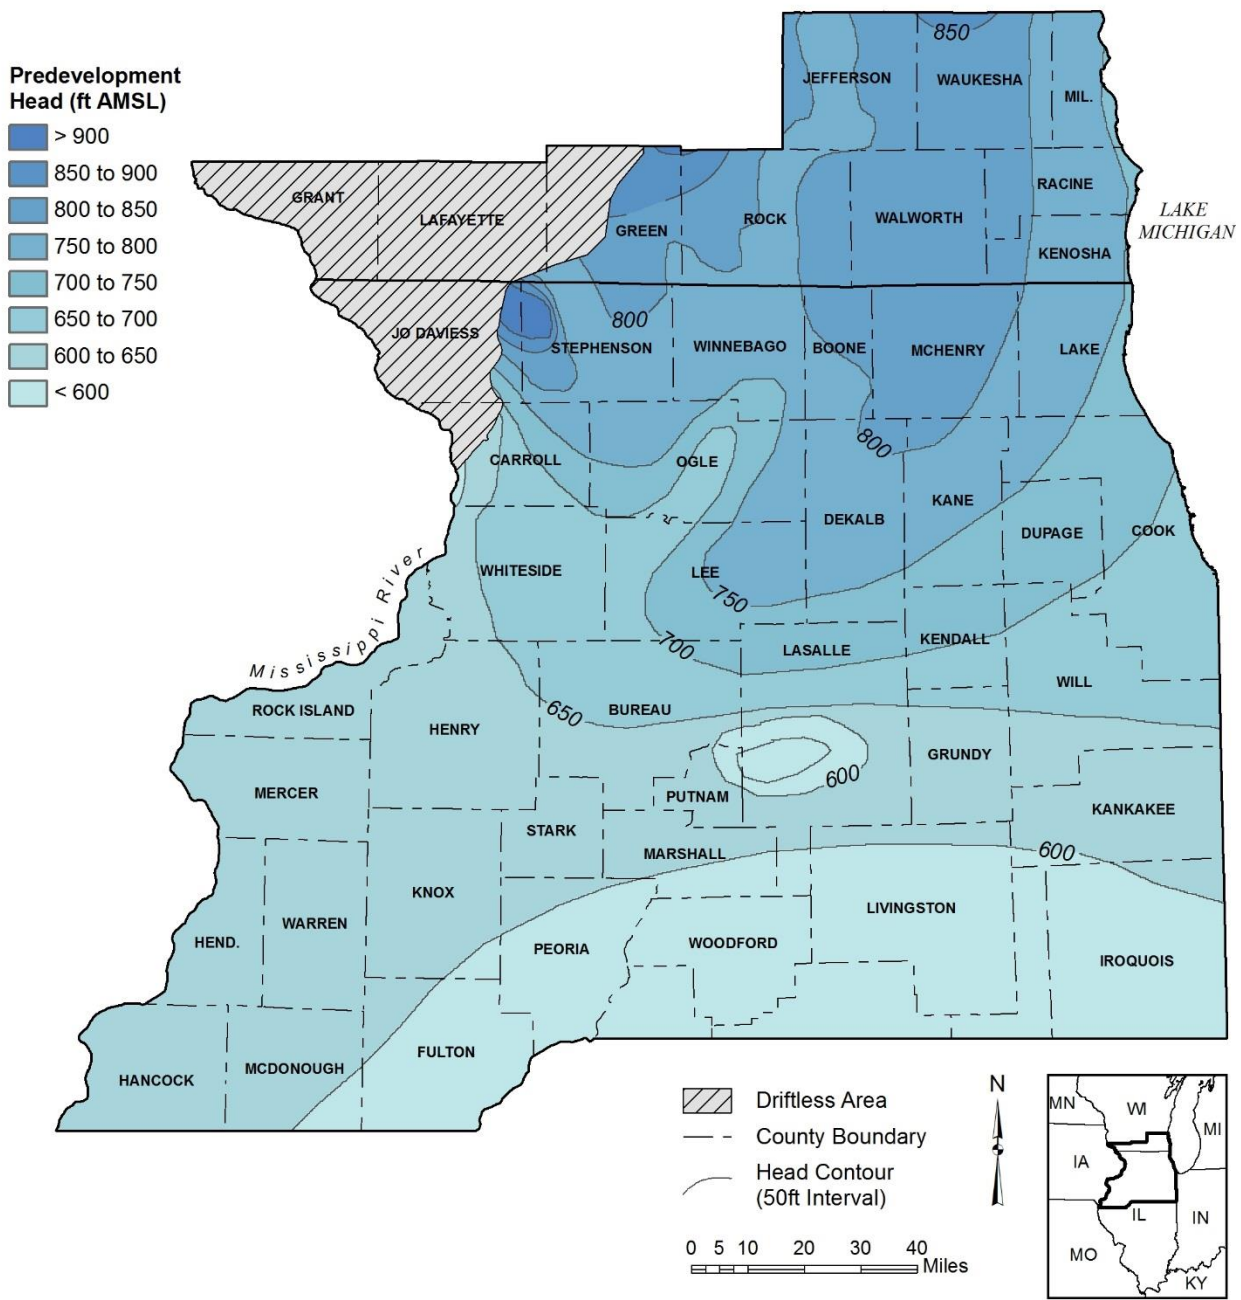 Predevelopment
Head (ft AMSL)
> 900
850 to 900
800 to 850
750 to 800
700 to 750
650 to 700
600 to 650
< 600
850
JEFFERSON
WAUKESHA
MIL.
GRANT
LAFAYETTE
GREEN
ROCK
WALWORTH
RACINE
KENOSHA
LAKE
MICHIGAN
800
JO DAVIESS
STEPHENSON
WINNEBAGO
BOONE
MCHENRY
LAKE
800
CARROLL
OGLE
KANE
DEKALB
DUPAGE
COOK
WHITESIDE
LEE
750
Mississippi River
700
LASALLE
KENDALL
WILL
650
ROCK ISLAND
HENRY
BUREAU
GRUNDY
600
MERCER
PUTNAM
KANKAKEE
STARK
MARSHALL
600
KNOX
WARREN
LIVINGSTON
HEND.
PEORIA
WOODFORD
IROQUOIS
HANCOCK
MCDONOUGH
FULTON
Driftless Area
County Boundary
Head Contour
(50ft Interval)
0 5 10 20 30 40
Miles
N
MN
WI
MI
IA
IL
IN
MO
KY